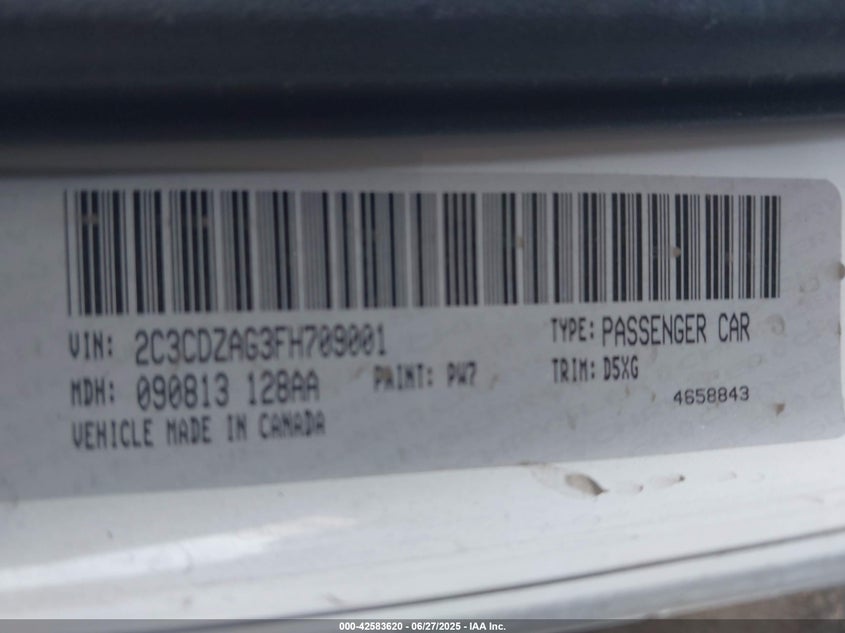 VIN: 2C3CDZAG3FH709001 TYPE: PASSENGER CAR
MDH: 090813 128AA PAINT: PW7 TRIM: D5XG
4658843
VEHICLE MADE IN CANADA
000-42583620 - 06/27/2025 - IAA Inc.